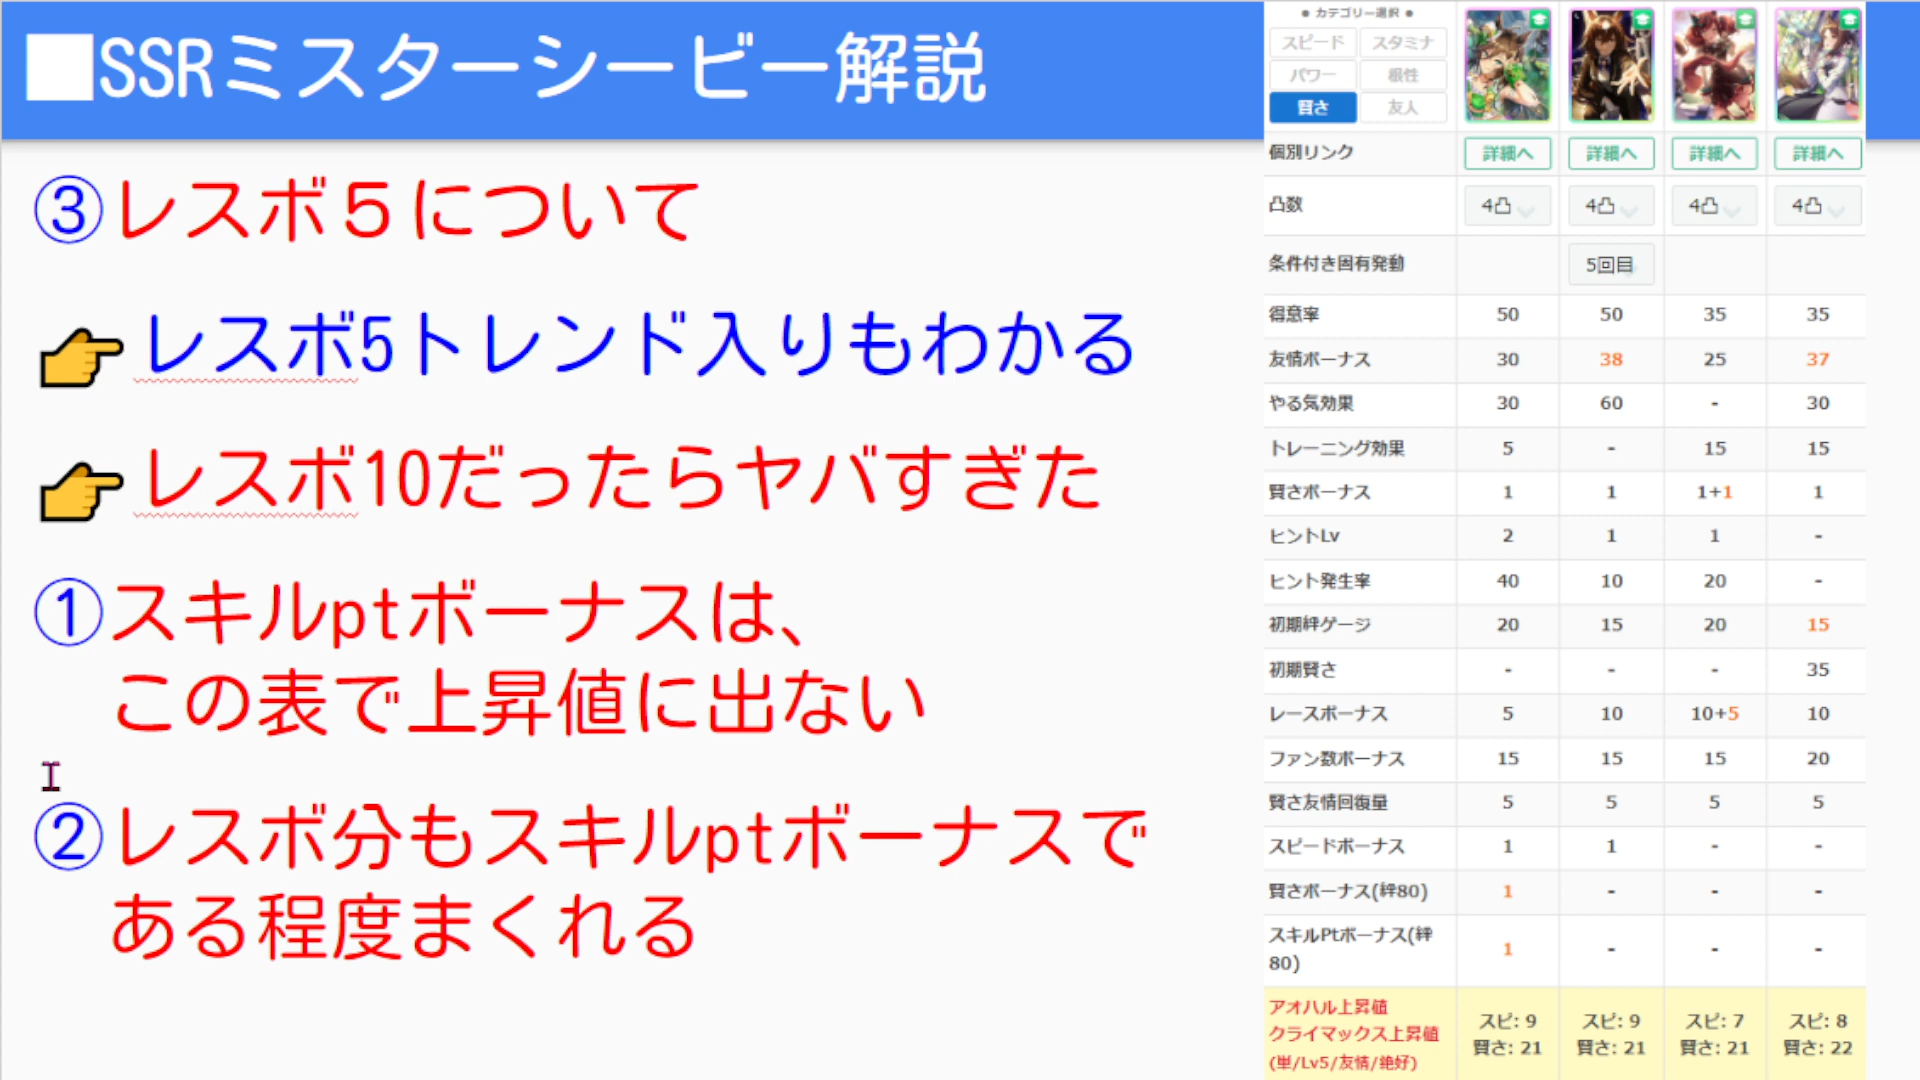 ■SSRミスターシービー解説
③レスボ５について
👉レスボ5トレンド入りもわかる
👉レスボ10だったらヤバすぎた
①スキルptボーナスは、
この表で上昇値に出ない
②レスボ分もスキルptボーナスで
ある程度まくれる
● カテゴリー選択 ●
スピード スタミナ
パワー 根性
賢さ 友人
個別リンク 詳細へ 詳細へ 詳細へ 詳細へ
凸数 4凸 4凸 4凸 4凸
条件付き固有発動 5回目
得意率 50 50 35 35
友情ボーナス 30 38 25 37
やる気効果 30 60 - 30
トレーニング効果 5 - 15 15
賢さボーナス 1 1 1+1 1
ヒントLv 2 1 1 -
ヒント発生率 40 10 20 -
初期絆ゲージ 20 15 20 15
初期賢さ - - - 35
レースボーナス 5 10 10+5 10
ファン数ボーナス 15 15 15 20
賢さ友情回復量 5 5 5 5
スピードボーナス 1 1 - -
賢さボーナス(絆80) 1 - - -
スキルPtボーナス(絆
80) 1 - - -
アオハル上昇値
クライマックス上昇値
(単/Lv5/友情/絶好)
スピ: 9 スピ: 9 スピ: 7 スピ: 8
賢さ: 21 賢さ: 21 賢さ: 21 賢さ: 22